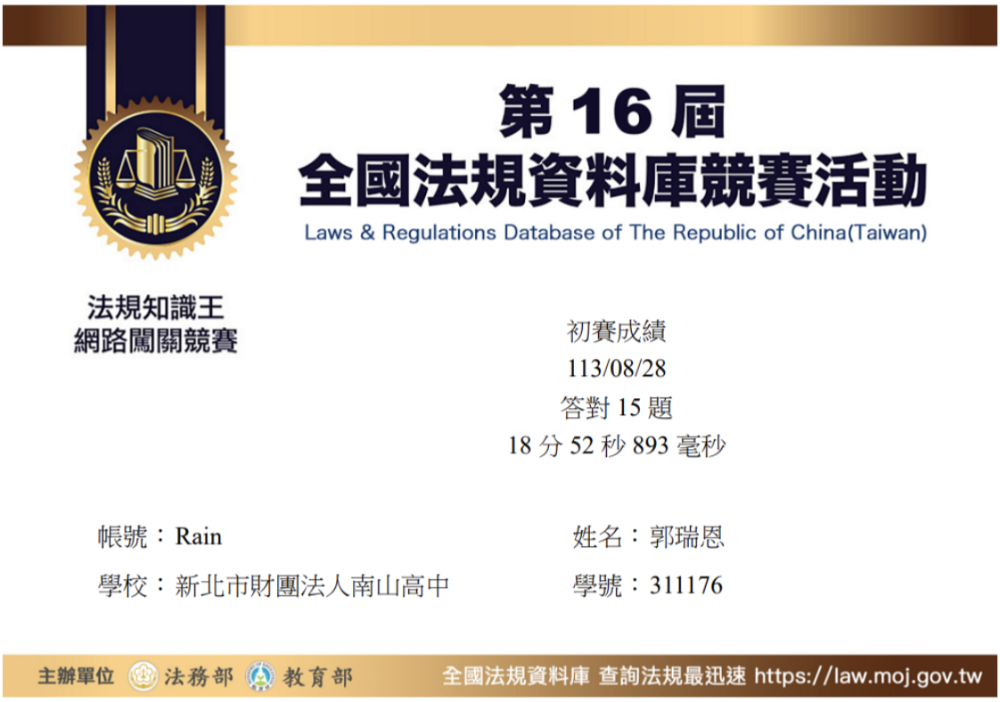 第 16 屆
全國法規資料庫競賽活動
Laws & Regulations Database of The Republic of China(Taiwan)
法規知識王
網路闖關競賽
初賽成績
113/08/28
答對 15 題
18 分 52 秒 893 毫秒
帳號：Rain
姓名：郭瑞恩
學校：新北市財團法人南山高中
學號：311176
主辦單位 法務部 教育部
全國法規資料庫 查詢法規最迅速 https://law.moj.gov.tw